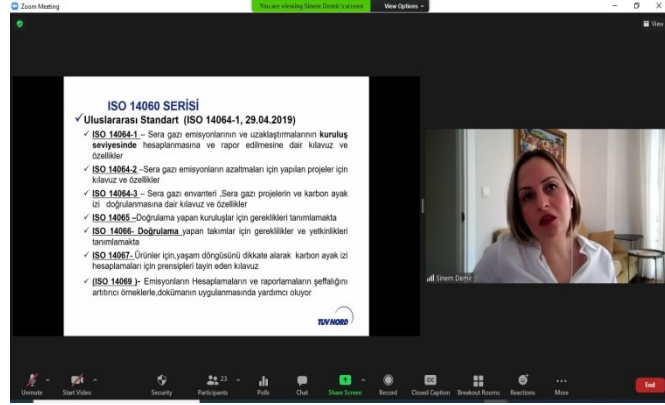 Zoom Meeting
You are viewing Sinem Demir's screen
View Options
View
ISO 14060 SERİSİ
Uluslararası Standart (ISO 14064-1, 29.04.2019)
ISO 14064-1 – Sera gazı emisyonlarının ve uzaklaştırmalarının kuruluş
seviyesinde hesaplanmasına ve rapor edilmesine dair kılavuz ve
özellikler
ISO 14064-2 –Sera gazı emisyonların azaltmaları için yapılan projeler için
kılavuz ve özellikler
ISO 14064-3 – Sera gazı envanteri ,Sera gazı projelerin ve karbon ayak
izi doğrulanmasına dair kılavuz ve özellikler
ISO 14065 –Doğrulama yapan kuruluşlar için gereklikleri tanımlamakta
ISO 14066- Doğrulama yapan takımlar için gereklilikler ve yetkinlikleri
tanımlamakta
ISO 14067- Ürünler için,yaşam döngüsünü dikkate alarak karbon ayak izi
hesaplamaları için prensipleri tayin eden kılavuz
(ISO 14069 )- Emisyonların Hesaplamaların ve raporlamaların şeffalığını
artıtırıcı örneklerle,dokümanın uygulanmasında yardımcı oluyor
TÜV NORD
Sinem Demir
Unmute
Start Video
Security
23
Participants
Polls
Chat
Share Screen
Record
CC
Closed Caption
Breakout Rooms
Reactions
More
End